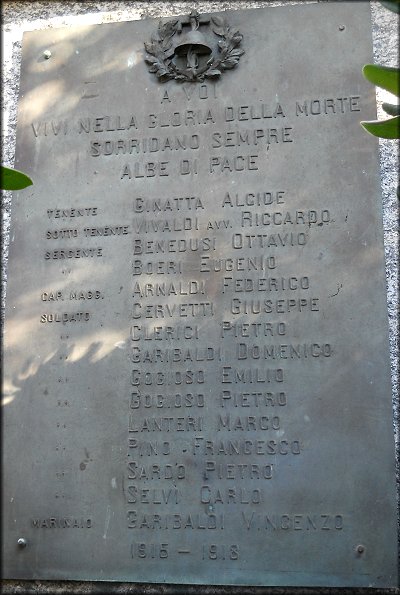 A VOI
VIVI NELLA GLORIA DELLA MORTE
SORRIDANO SEMPRE
ALBE DI PACE
TENENTE GINATTA ALCIDE
SOTTO TENENTE VIVALDI AVV. RICCARDO
SERGENTE BENEDUSI OTTAVIO
" BOERI EUGENIO
CAP. MAGG. ARNALDI FEDERICO
SOLDATO CERVETTI GIUSEPPE
" CLERICI PIETRO
" GARIBALDI DOMENICO
" GOGIOSO EMILIO
" GOGIOSO PIETRO
" LANTERI MARCO
" PINO FRANCESCO
" SARDO PIETRO
" SELVI CARLO
MARINAIO GARIBALDI VINCENZO
1915 - 1918